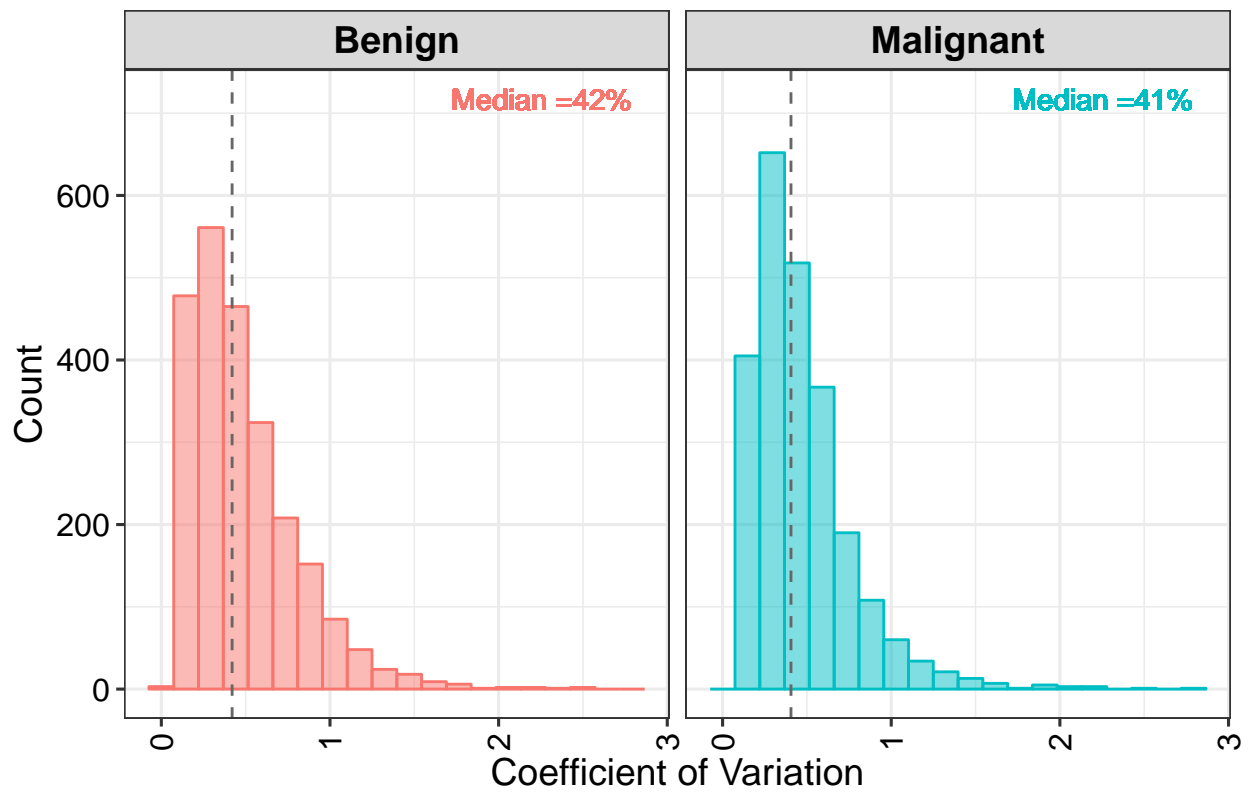 Benign
Malignant
Median =42%
Median =41%
Count
600
400
200
0
0 1 2 3
0 1 2 3
Coefficient of Variation